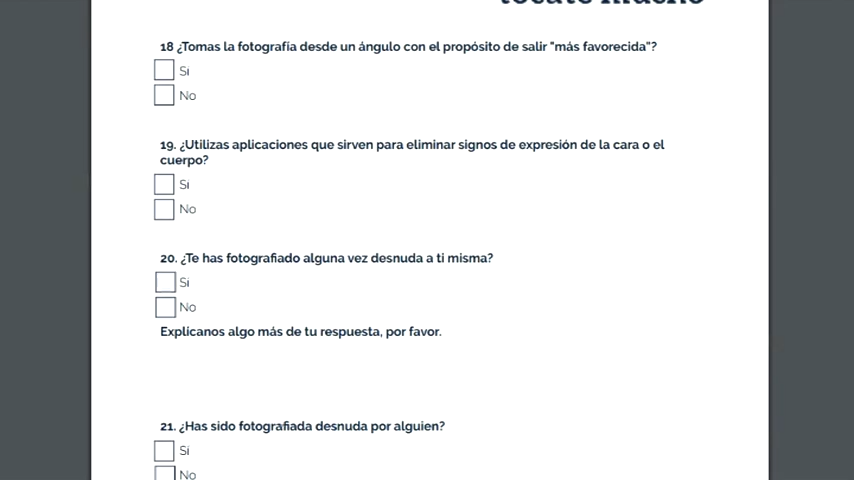 tócate mucho
18 ¿Tomas la fotografía desde un ángulo con el propósito de salir "más favorecida"?
Si
No
19. ¿Utilizas aplicaciones que sirven para eliminar signos de expresión de la cara o el
cuerpo?
Si
No
20. ¿Te has fotografiado alguna vez desnuda a ti misma?
Si
No
Explicanos algo más de tu respuesta, por favor.
21. ¿Has sido fotografiada desnuda por alguien?
Si
No